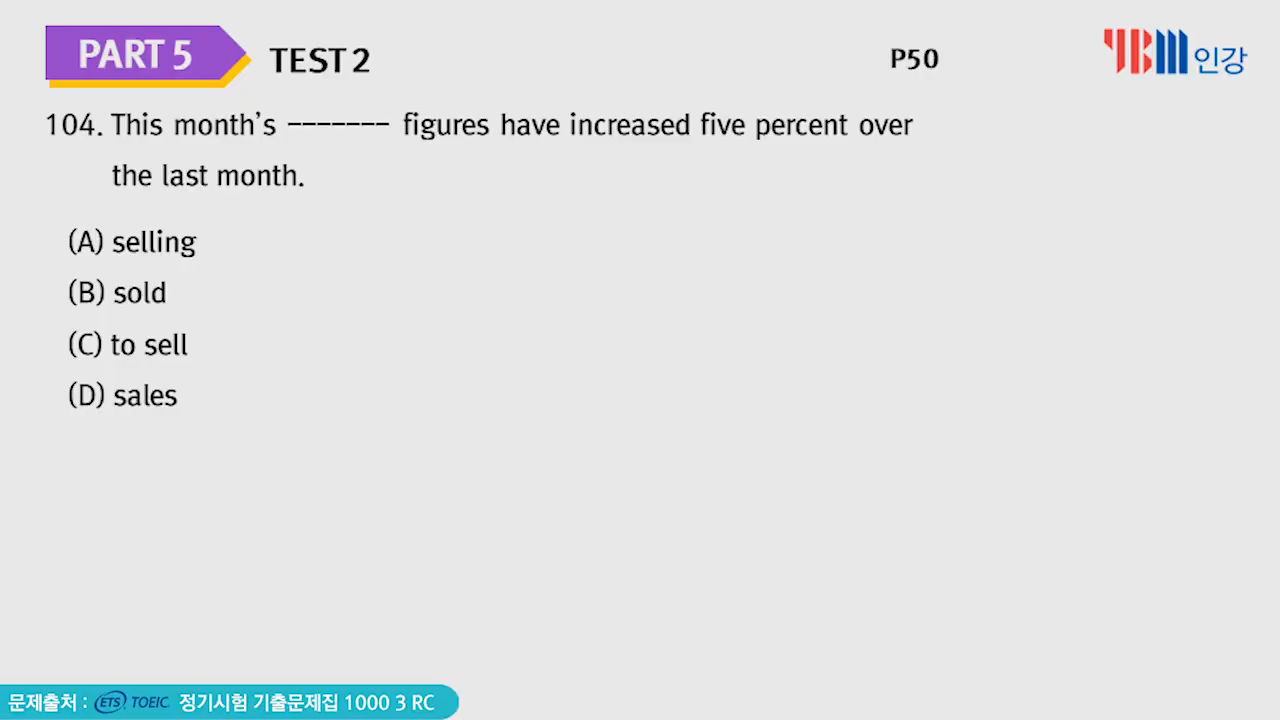 PART 5
TEST 2
P50
YBM 인강
104. This month's ------- figures have increased five percent over
the last month.
(A) selling
(B) sold
(C) to sell
(D) sales
문제출처 : ETS TOEIC. 정기시험 기출문제집 1000 3 RC